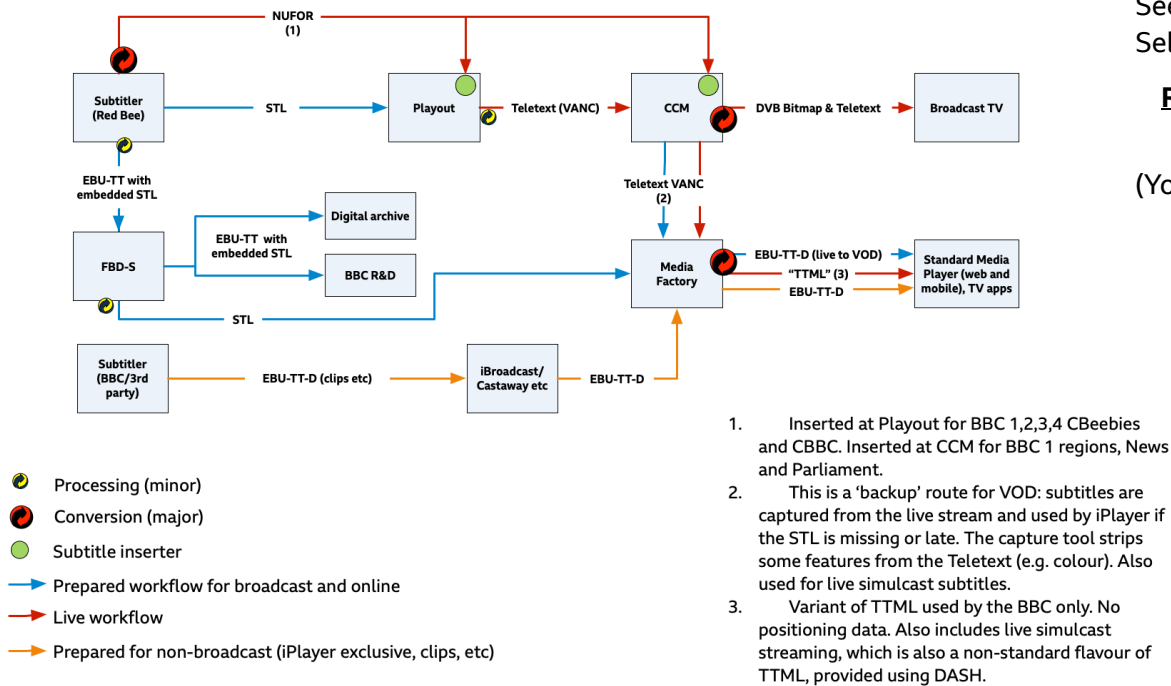 See
Sel
(Yo
NUFOR
(1)
Subtitler
(Red Bee)
STL
Playout
Teletext (VANC)
CCM
DVB Bitmap & Teletext
Broadcast TV
EBU-TT with
embedded STL
Teletext VANC
(2)
FBD-S
EBU-TT with
embedded STL
Digital archive
BBC R&D
STL
Media
Factory
EBU-TT-D (live to VOD)
“TTML” (3)
EBU-TT-D
Standard Media
Player (web and
mobile), TV apps
Subtitler
(BBC/3rd
party)
EBU-TT-D (clips etc)
iBroadcast/
Castaway etc
EBU-TT-D
Processing (minor)
Conversion (major)
Subtitle inserter
Prepared workflow for broadcast and online
Live workflow
Prepared for non-broadcast (iPlayer exclusive, clips, etc)
1. Inserted at Playout for BBC 1,2,3,4 CBeebies
and CBBC. Inserted at CCM for BBC 1 regions, News
and Parliament.
2. This is a ‘backup’ route for VOD: subtitles are
captured from the live stream and used by iPlayer if
the STL is missing or late. The capture tool strips
some features from the Teletext (e.g. colour). Also
used for live simulcast subtitles.
3. Variant of TTML used by the BBC only. No
positioning data. Also includes live simulcast
streaming, which is also a non-standard flavour of
TTML, provided using DASH.